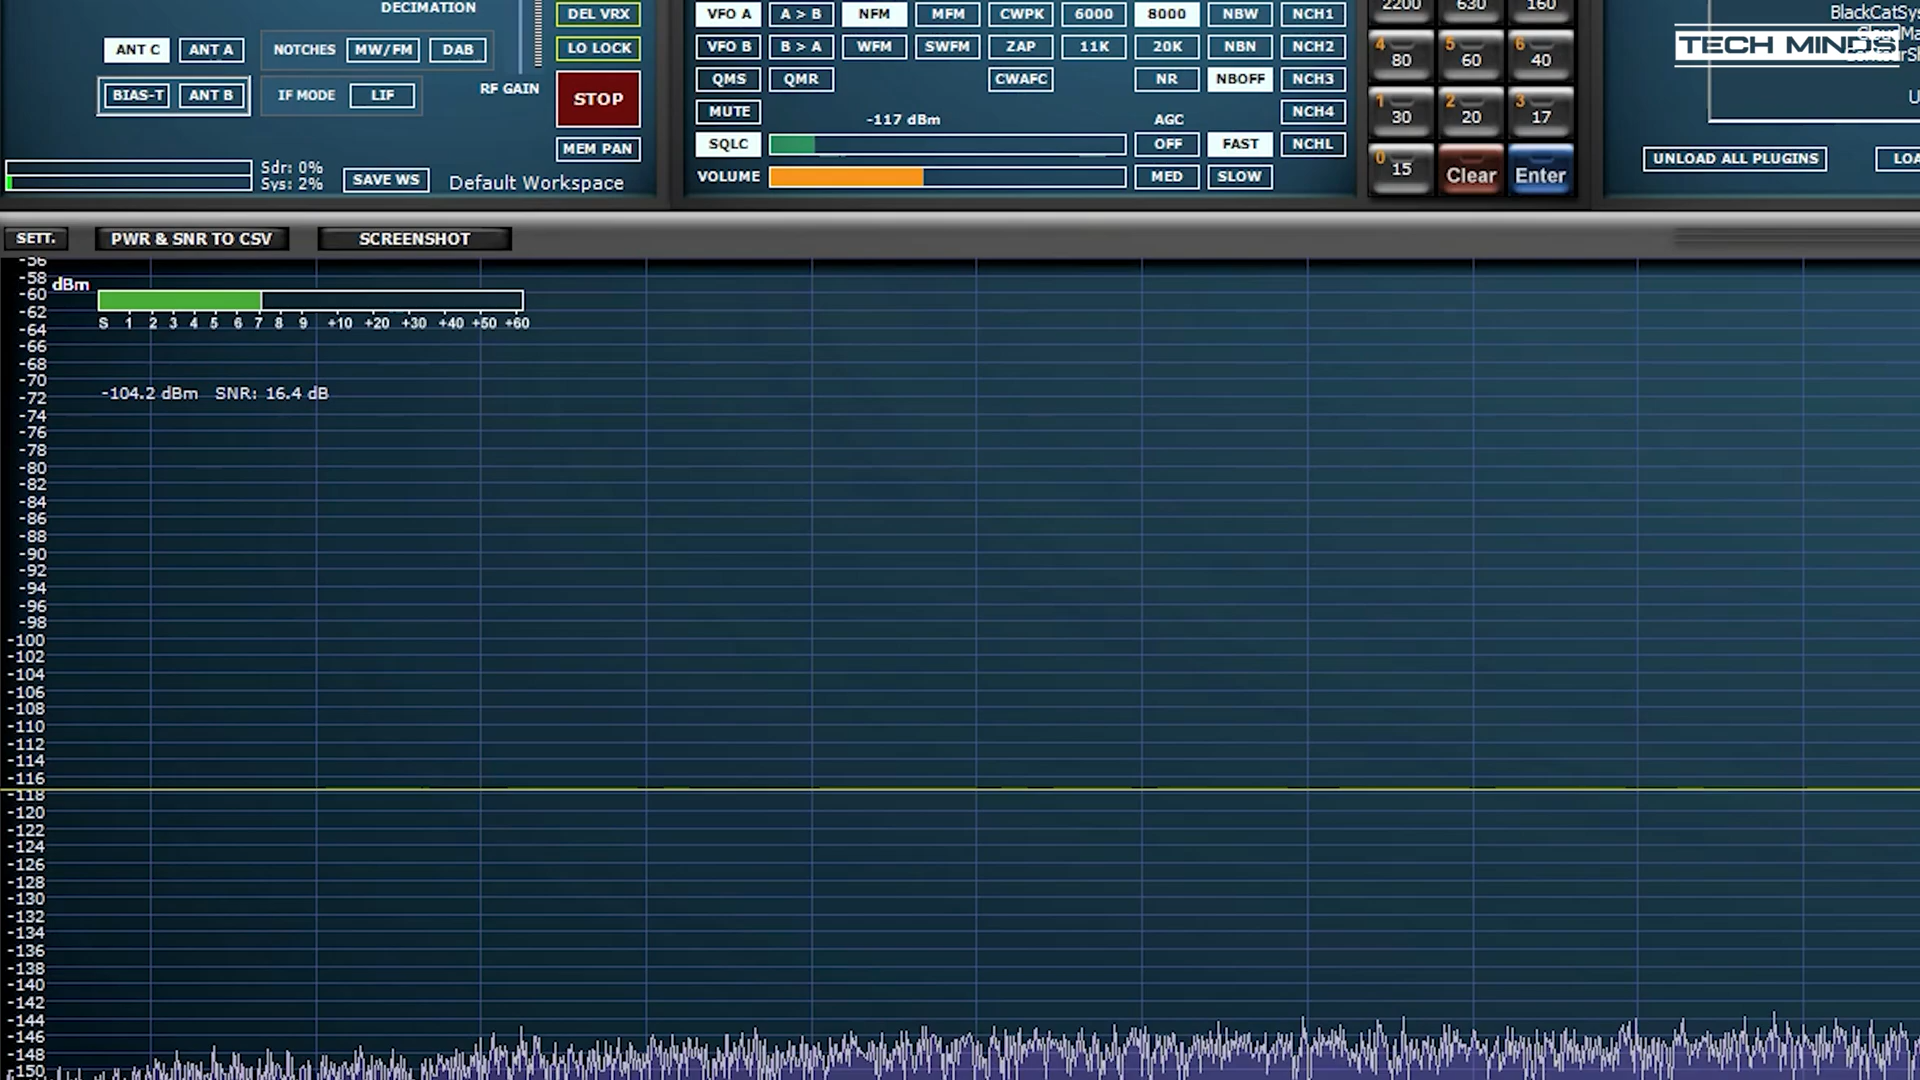 DECIMATION
DEL VRX
ANT C
ANT A
NOTCHES
MW/FM
DAB
LO LOCK
BIAS-T
ANT B
IF MODE
LIF
RF GAIN
STOP
MEM PAN
Sdr: 0%
Sys: 2%
SAVE WS
Default Workspace
VFO A
A > B
NFM
MFM
CWPK
6000
8000
NBW
NCH1
VFO B
B > A
WFM
SWFM
ZAP
11K
20K
NBN
NCH2
QMS
QMR
CWAFC
NR
NBOFF
NCH3
MUTE
-117 dBm
AGC
NCH4
SQLC
OFF
FAST
NCHL
VOLUME
MED
SLOW
2200
630
160
4 80
5 60
6 40
1 30
2 20
3 17
0 15
Clear
Enter
TECH MINDS
UNLOAD ALL PLUGINS
SETT.
PWR & SNR TO CSV
SCREENSHOT
dBm
S 1 2 3 4 5 6 7 8 9 +10 +20 +30 +40 +50 +60
-104.2 dBm SNR: 16.4 dB
-56
-58
-60
-62
-64
-66
-68
-70
-72
-74
-76
-78
-80
-82
-84
-86
-88
-90
-92
-94
-96
-98
-100
-102
-104
-106
-108
-110
-112
-114
-116
-118
-120
-122
-124
-126
-128
-130
-132
-134
-136
-138
-140
-142
-144
-146
-148
-150